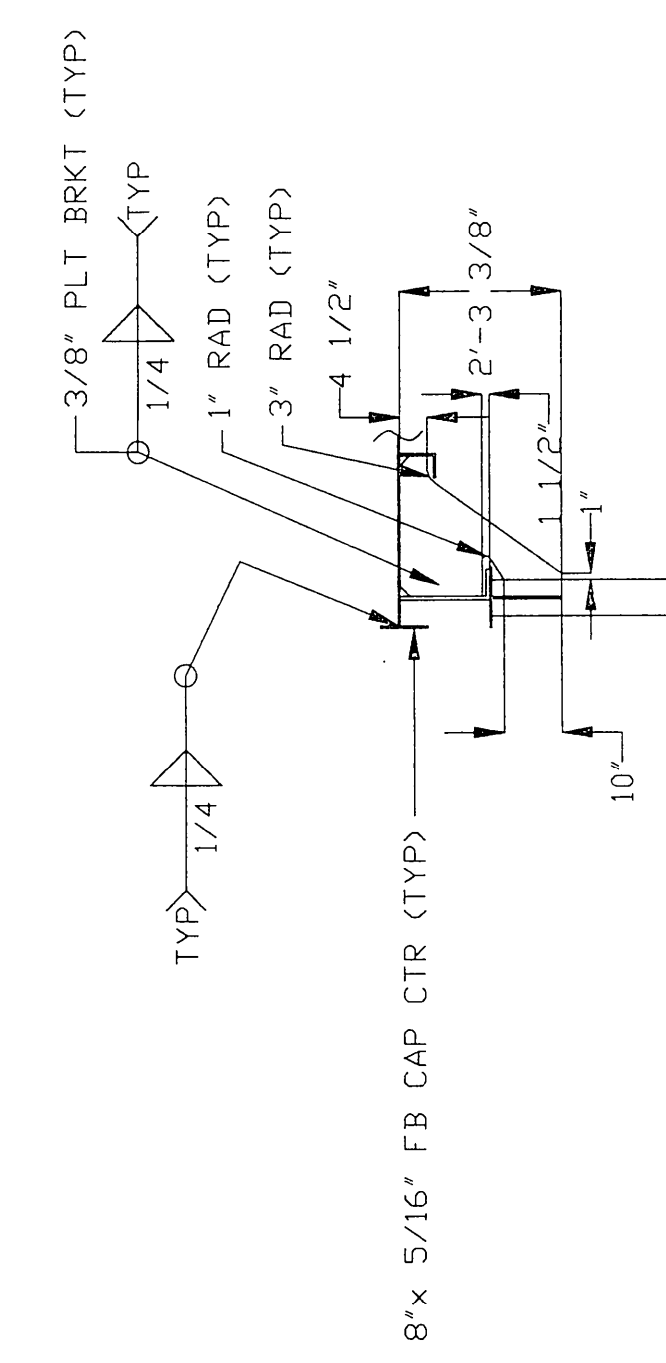 3/8" PLT BRKT (TYP)
TYP
1/4
1" RAD (TYP)
3" RAD (TYP)
4 1/2"
2'-3 3/8"
1 1/2"
1"
10"
TYP
1/4
8"x 5/16" FB CAP CTR (TYP)